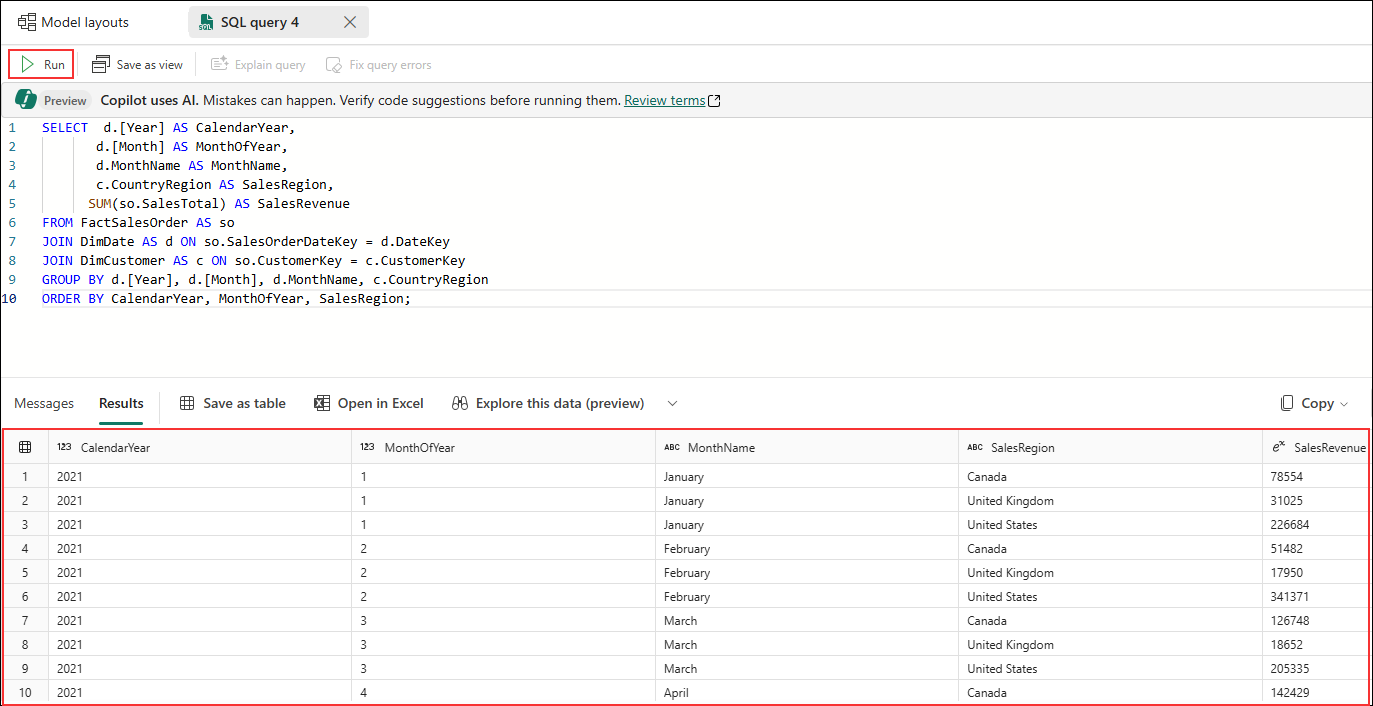 Model layouts SQL SQL query 4
Run Save as view Explain query Fix query errors
Preview Copilot uses AI. Mistakes can happen. Verify code suggestions before running them. Review terms
1 SELECT  d.[Year] AS CalendarYear,
2 d.[Month] AS MonthOfYear,
3 d.MonthName AS MonthName,
4 c.CountryRegion AS SalesRegion,
5 SUM(so.SalesTotal) AS SalesRevenue
6 FROM FactSalesOrder AS so
7 JOIN DimDate AS d ON so.SalesOrderDateKey = d.DateKey
8 JOIN DimCustomer AS c ON so.CustomerKey = c.CustomerKey
9 GROUP BY d.[Year], d.[Month], d.MonthName, c.CountryRegion
10 ORDER BY CalendarYear, MonthOfYear, SalesRegion;
Messages Results Save as table Open in Excel Explore this data (preview) Copy
123 CalendarYear 123 MonthOfYear ABC MonthName ABC SalesRegion eˣ SalesRevenue
1 2021 1 January Canada 78554
2 2021 1 January United Kingdom 31025
3 2021 1 January United States 226684
4 2021 2 February Canada 51482
5 2021 2 February United Kingdom 17950
6 2021 2 February United States 341371
7 2021 3 March Canada 126748
8 2021 3 March United Kingdom 18652
9 2021 3 March United States 205335
10 2021 4 April Canada 142429